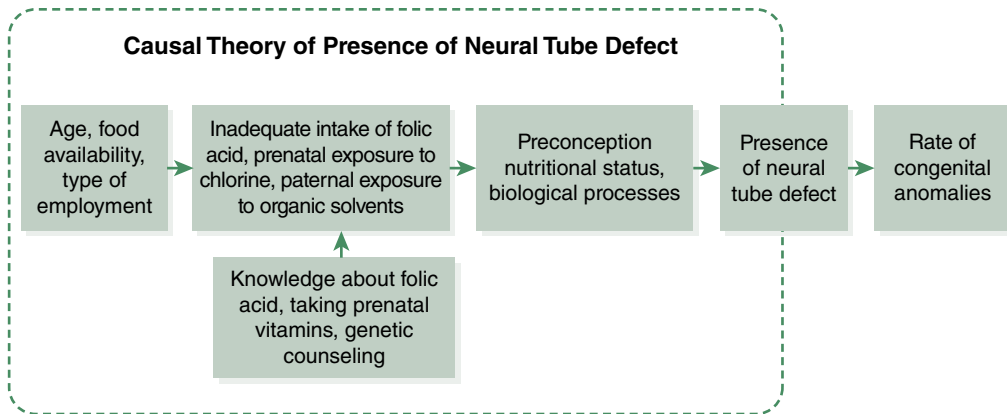 Causal Theory of Presence of Neural Tube Defect
Age, food
availability,
type of
employment
Inadequate intake of folic
acid, prenatal exposure to
chlorine, paternal exposure
to organic solvents
Preconception
nutritional status,
biological processes
Presence
of neural
tube defect
Rate of
congenital
anomalies
Knowledge about folic
acid, taking prenatal
vitamins, genetic
counseling